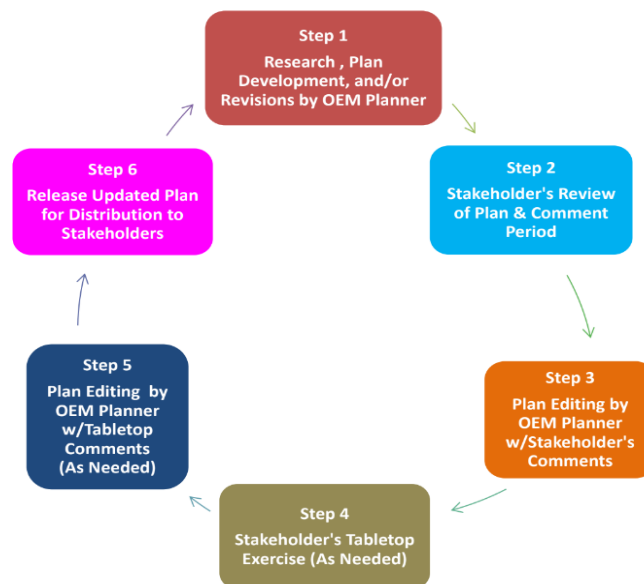 Step 1
Research , Plan
Development, and/or
Revisions by OEM Planner
Step 2
Stakeholder's Review
of Plan & Comment
Period
Step 3
Plan Editing by
OEM Planner
w/Stakeholder's
Comments
Step 4
Stakeholder's Tabletop
Exercise (As Needed)
Step 5
Plan Editing by
OEM Planner
w/Tabletop
Comments
(As Needed)
Step 6
Release Updated Plan
for Distribution to
Stakeholders